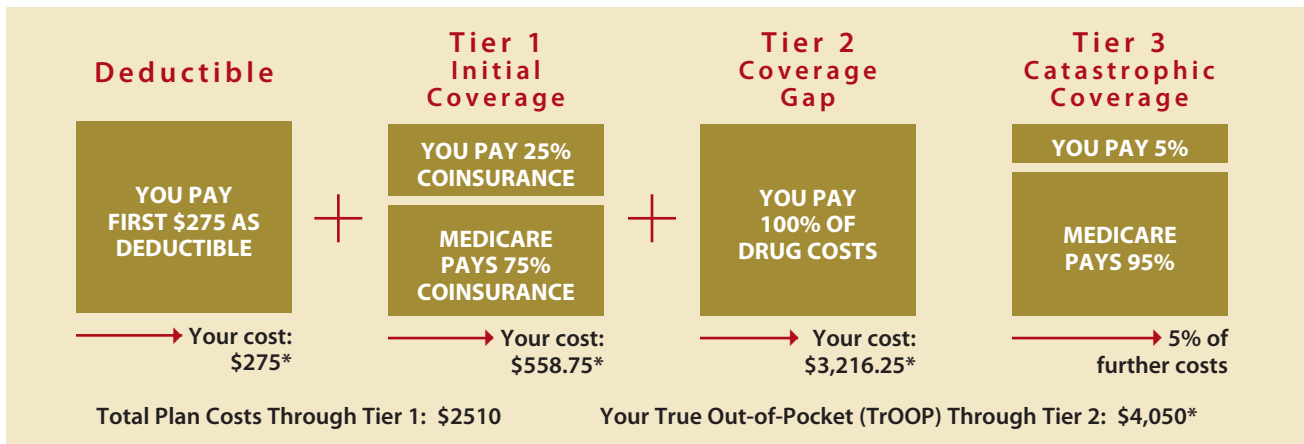 Deductible
YOU PAY
FIRST $275 AS
DEDUCTIBLE
Your cost:
$275*
Tier 1
Initial
Coverage
YOU PAY 25%
COINSURANCE
MEDICARE
PAYS 75%
COINSURANCE
Your cost:
$558.75*
Tier 2
Coverage
Gap
YOU PAY
100% OF
DRUG COSTS
Your cost:
$3,216.25*
Tier 3
Catastrophic
Coverage
YOU PAY 5%
MEDICARE
PAYS 95%
5% of
further costs
Total Plan Costs Through Tier 1: $2510
Your True Out-of-Pocket (TrOOP) Through Tier 2: $4,050*